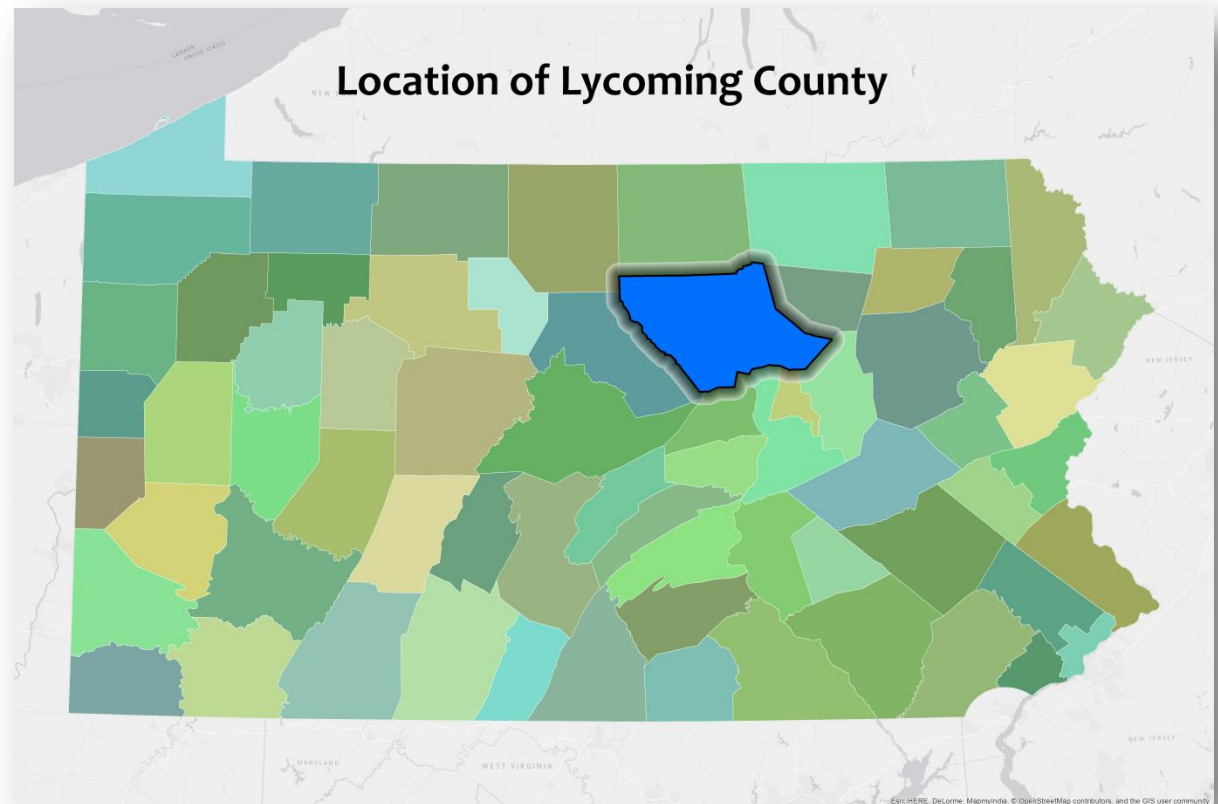 CANADA
UNITED STATES
Location of Lycoming County
NEW JERSEY
MARYLAND
WEST VIRGINIA
NEW JERSEY
Esri, HERE, DeLorme, MapmyIndia, © OpenStreetMap contributors, and the GIS user community